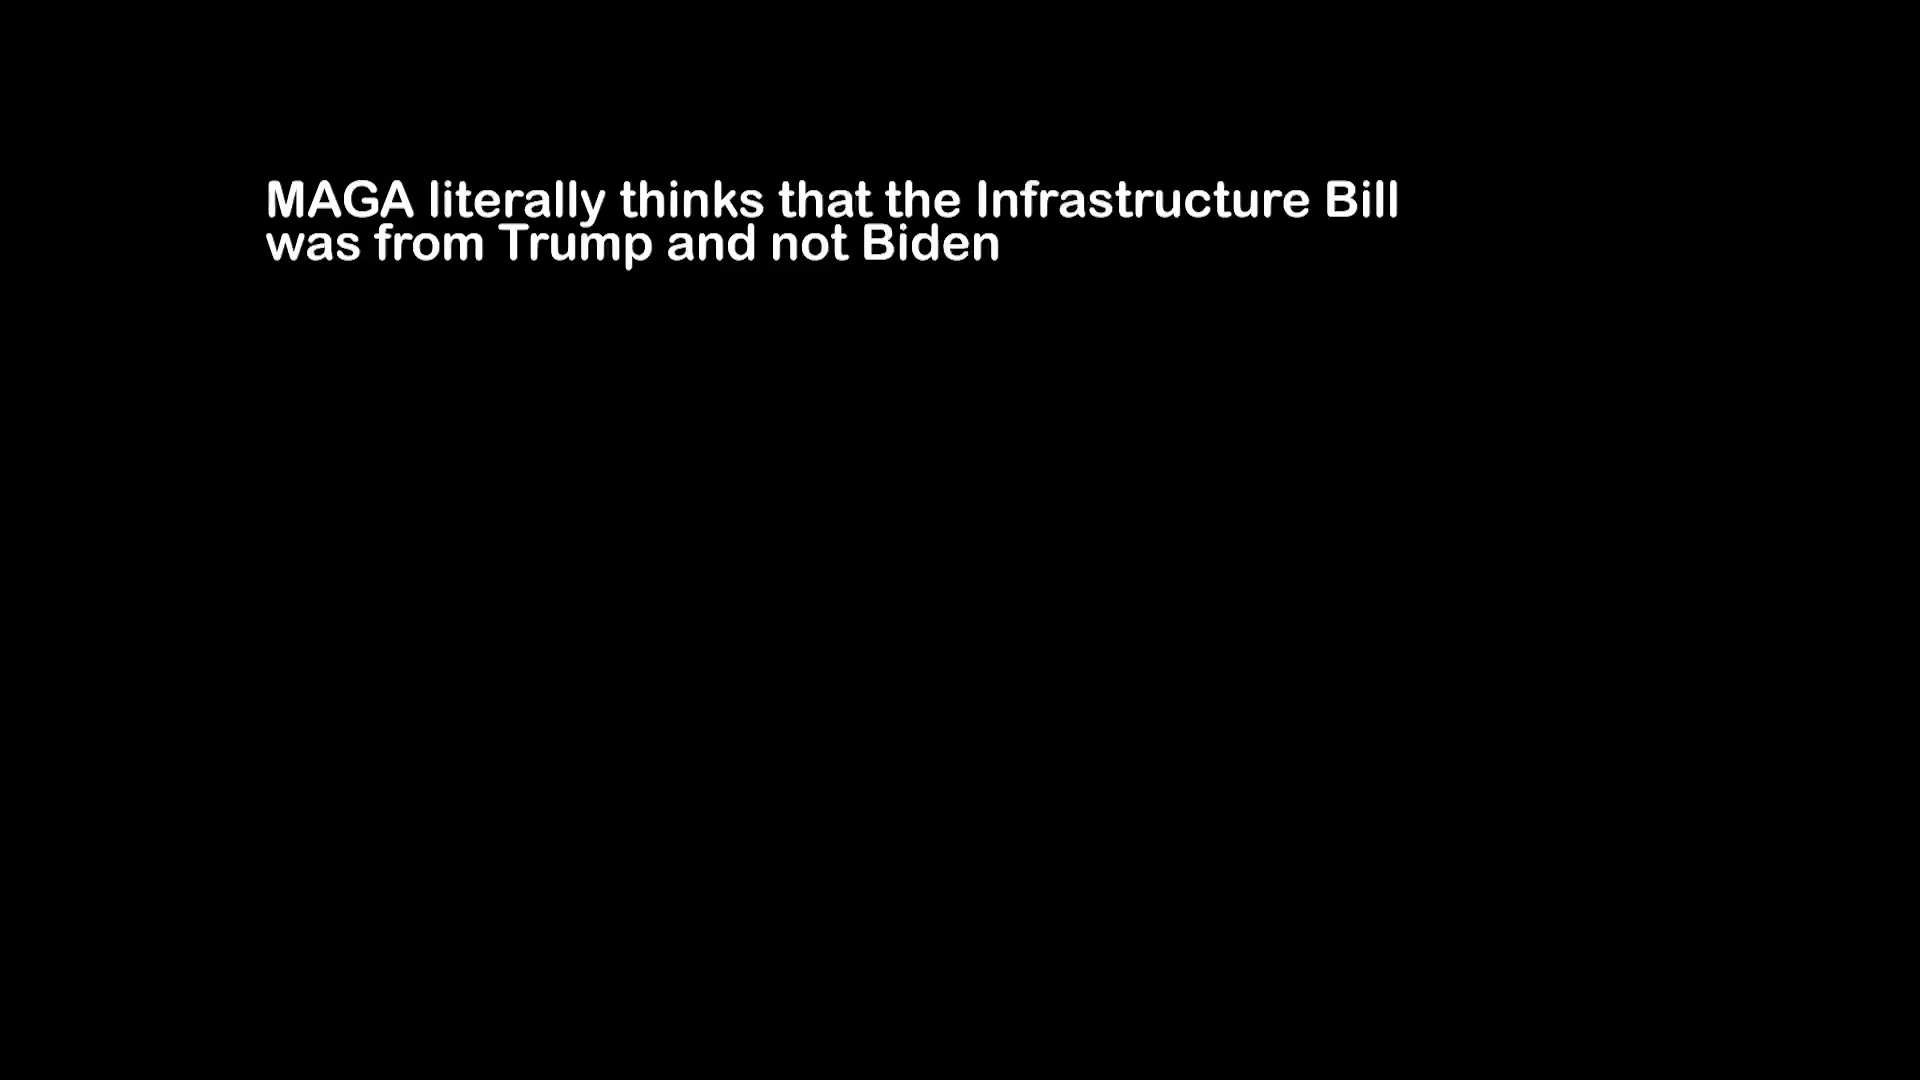 MAGA literally thinks that the Infrastructure Bill
was from Trump and not Biden